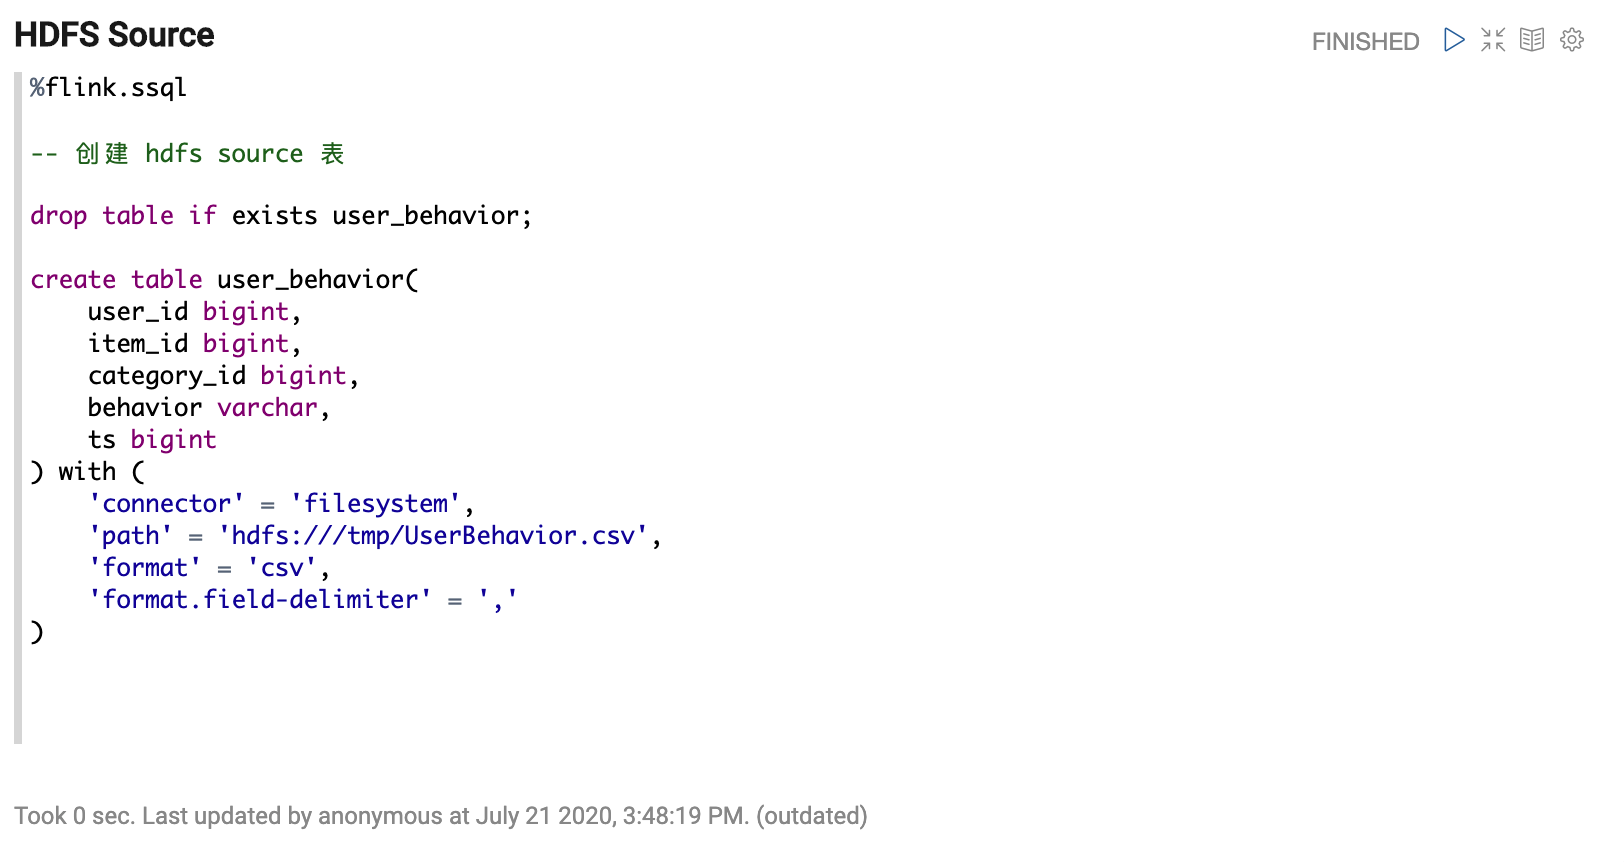 HDFS Source
FINISHED
%flink.ssql
-- 创建 hdfs source 表
drop table if exists user_behavior;
create table user_behavior(
    user_id bigint,
    item_id bigint,
    category_id bigint,
    behavior varchar,
    ts bigint
) with (
    'connector' = 'filesystem',
    'path' = 'hdfs:///tmp/UserBehavior.csv',
    'format' = 'csv',
    'format.field-delimiter' = ','
)
Took 0 sec. Last updated by anonymous at July 21 2020, 3:48:19 PM. (outdated)